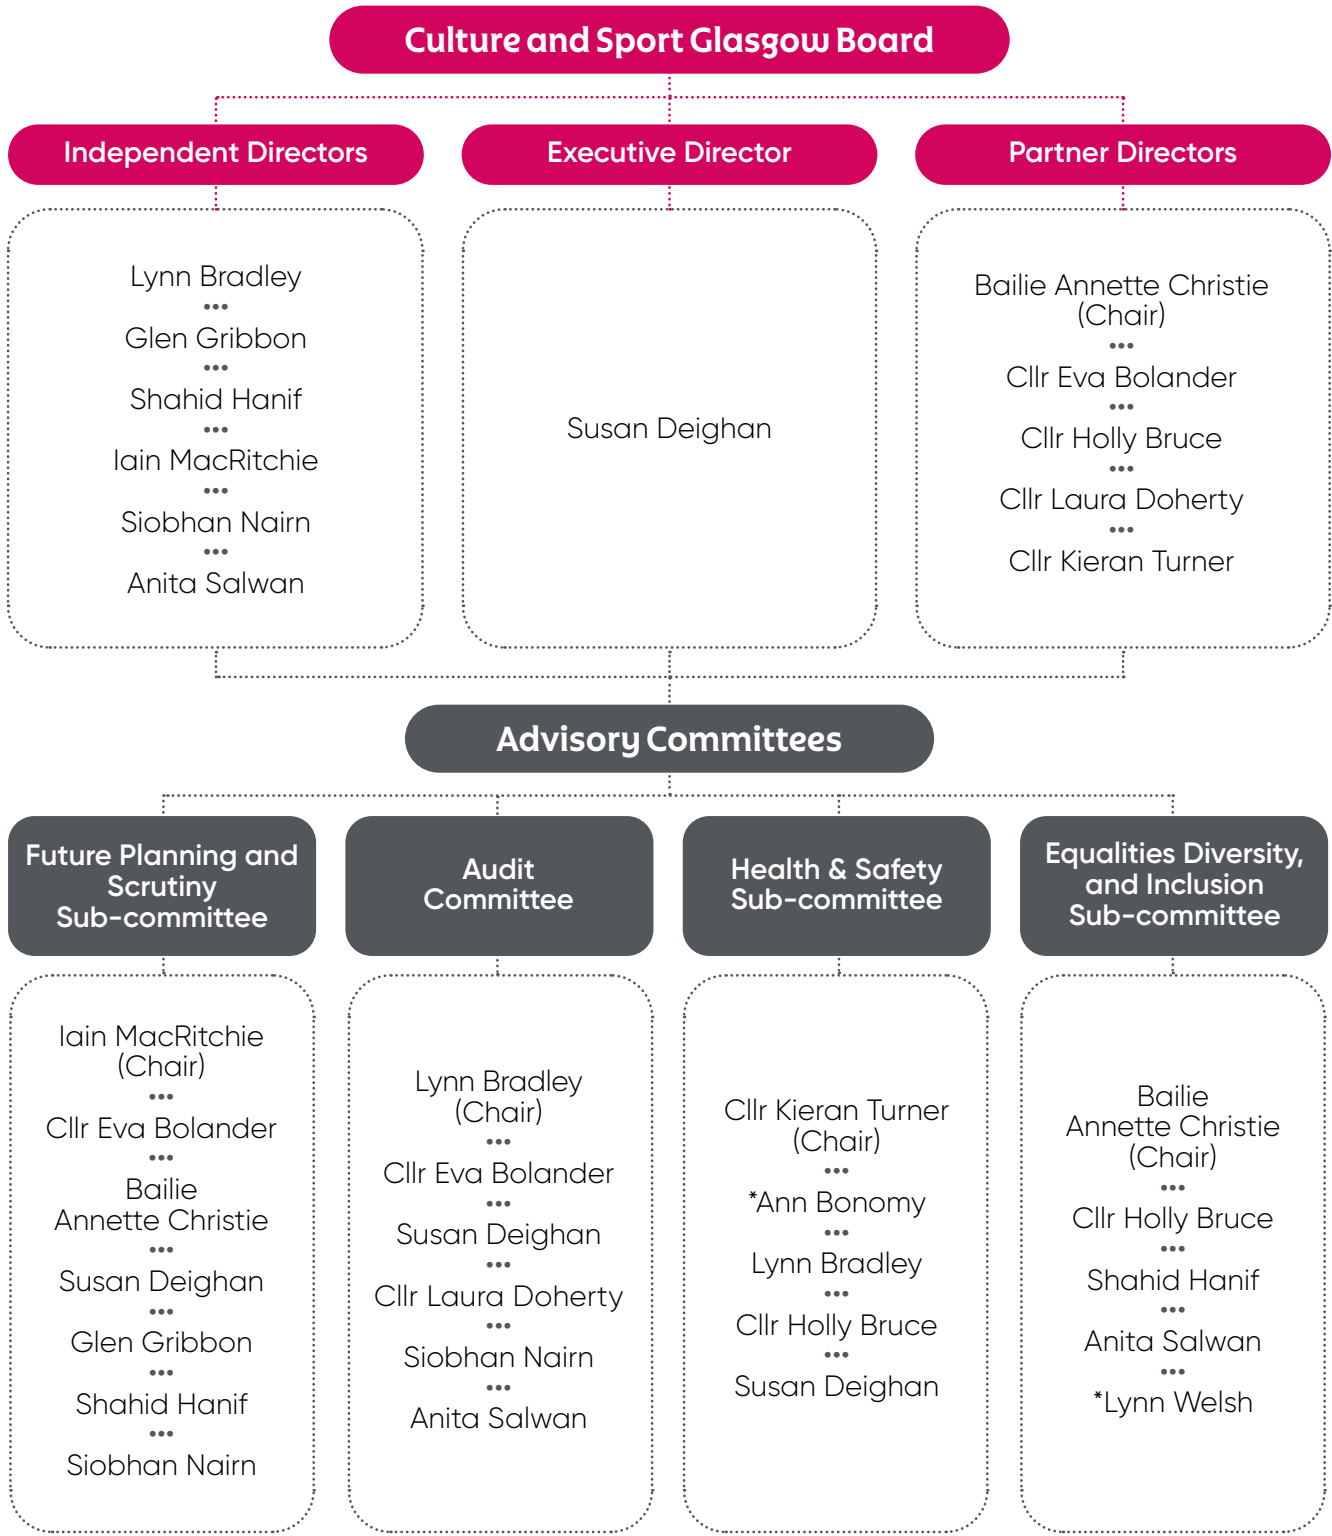 Culture and Sport Glasgow Board
Independent Directors
Executive Director
Partner Directors
Lynn Bradley
•••
Glen Gribbon
•••
Shahid Hanif
•••
Iain MacRitchie
•••
Siobhan Nairn
•••
Anita Salwan
Susan Deighan
Bailie Annette Christie
(Chair)
•••
Cllr Eva Bolander
•••
Cllr Holly Bruce
•••
Cllr Laura Doherty
•••
Cllr Kieran Turner
Advisory Committees
Future Planning and
Scrutiny
Sub-committee
Audit
Committee
Health & Safety
Sub-committee
Equalities Diversity,
and Inclusion
Sub-committee
Iain MacRitchie
(Chair)
•••
Cllr Eva Bolander
•••
Bailie
Annette Christie
•••
Susan Deighan
•••
Glen Gribbon
•••
Shahid Hanif
•••
Siobhan Nairn
Lynn Bradley
(Chair)
•••
Cllr Eva Bolander
•••
Susan Deighan
•••
Cllr Laura Doherty
•••
Siobhan Nairn
•••
Anita Salwan
Cllr Kieran Turner
(Chair)
•••
*Ann Bonomy
•••
Lynn Bradley
•••
Cllr Holly Bruce
•••
Susan Deighan
Bailie
Annette Christie
(Chair)
•••
Cllr Holly Bruce
•••
Shahid Hanif
•••
Anita Salwan
•••
*Lynn Welsh